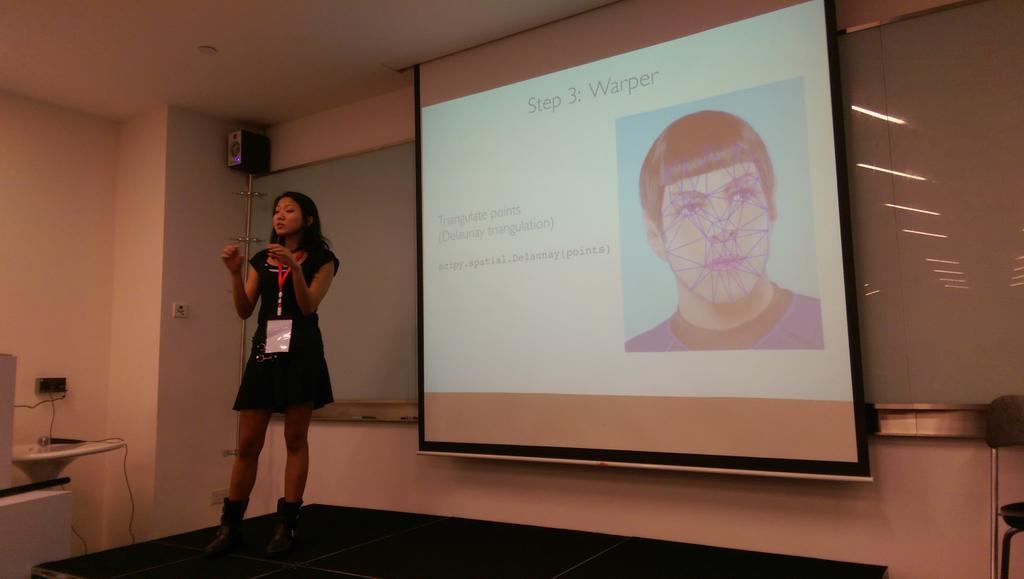 Step 3: Warper
Triangulate points
(Delaunay triangulation)
scipy.spatial.Delaunay(points)